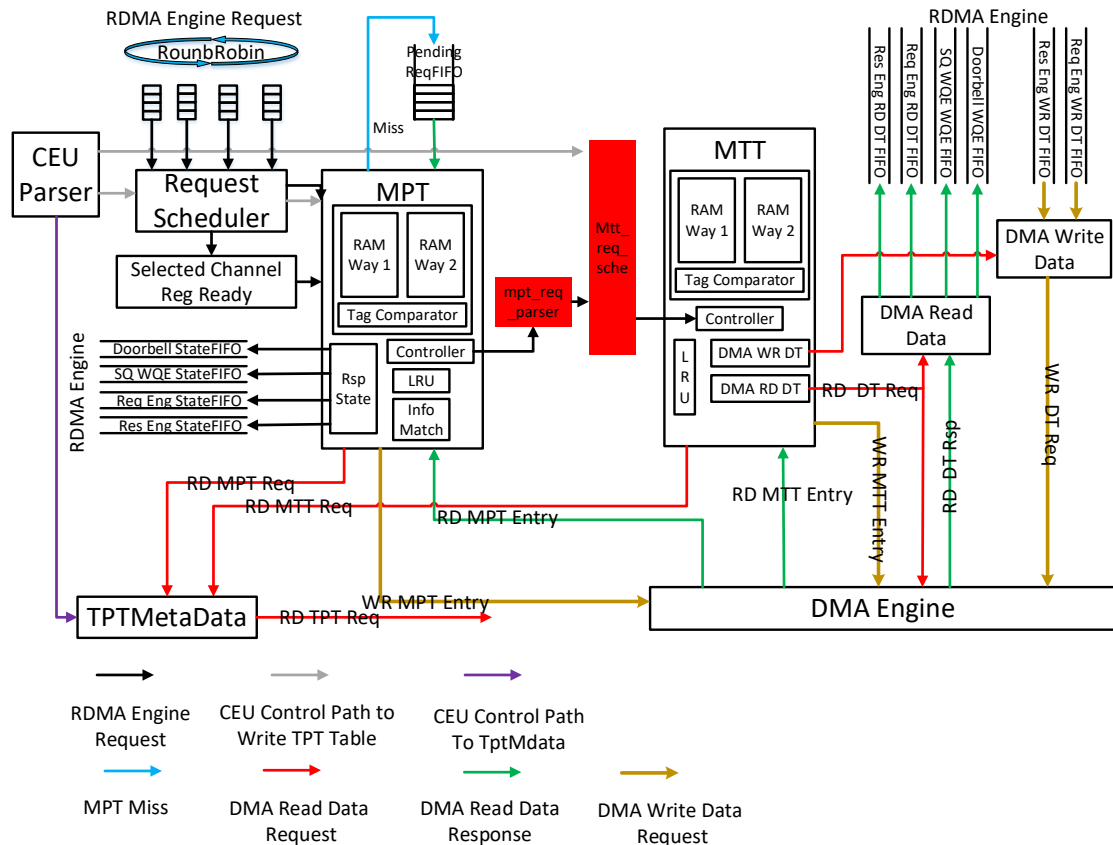 RDMA Engine Request
RounbRobin
Pending
ReqFIFO
Miss
RDMA Engine
Res Eng RD DT FIFO
Req Eng RD DT FIFO
SQ WQE FIFO
Doorbell WQE FIFO
Res Eng WR DT FIFO
Req Eng WR DT FIFO
CEU
Parser
Request
Scheduler
Selected Channel
Reg Ready
MPT
RAM
Way 1
RAM
Way 2
Tag Comparator
Controller
LRU
Info
Match
Rsp
State
mpt_req
_parser
Mtt_
req_
sche
MTT
RAM
Way 1
RAM
Way 2
Tag Comparator
Controller
L
R
U
DMA WR DT
DMA RD DT
DMA Write
Data
DMA Read
Data
RDMA Engine
Doorbell StateFIFO
SQ WQE StateFIFO
Req Eng StateFIFO
Res Eng StateFIFO
RD DT Req
WR DT Req
RD DT Rsp
WR MTT Entry
RD MTT Entry
RD MPT Req
RD MTT Req
RD MPT Entry
WR MPT Entry
TPTMetaData
RD TPT Req
DMA Engine
RDMA Engine
Request
CEU Control Path to
Write TPT Table
CEU Control Path
To TptMdata
MPT Miss
DMA Read Data
Request
DMA Read Data
Response
DMA Write Data
Request